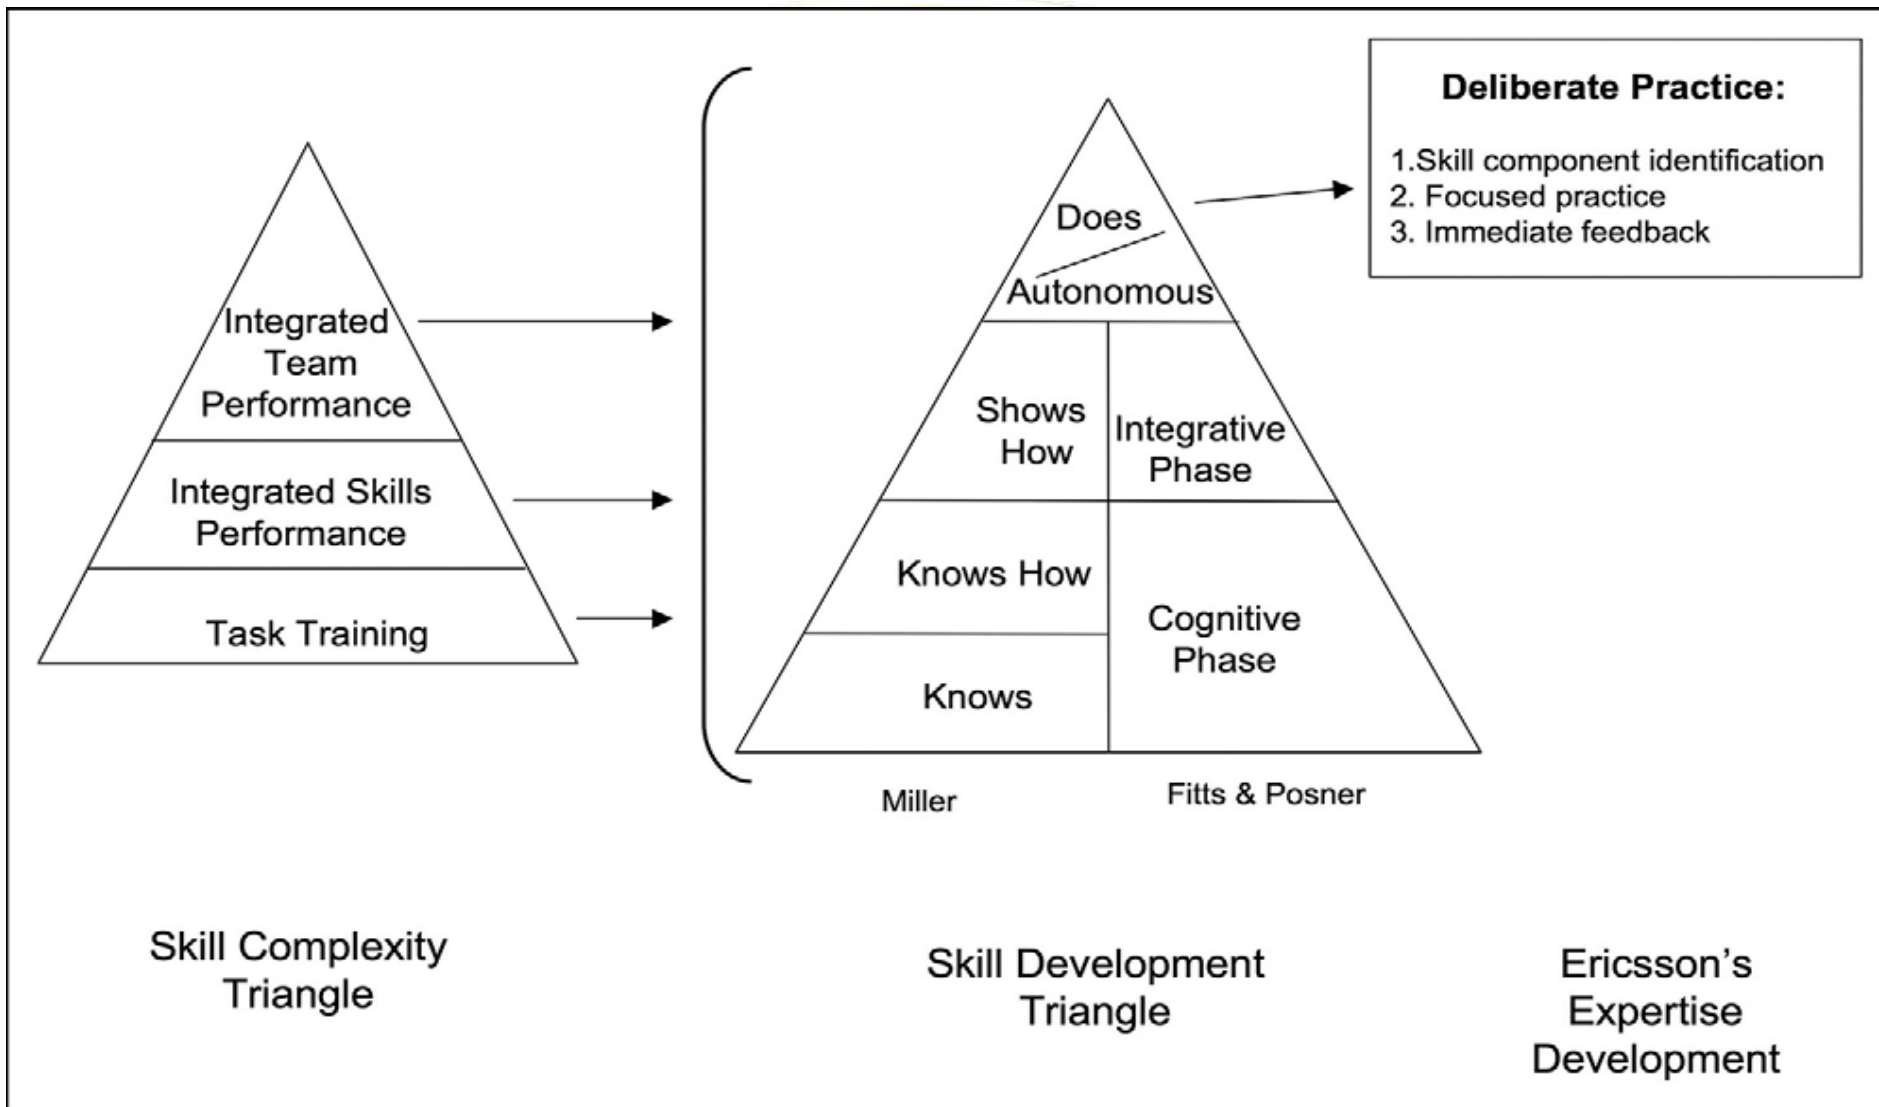 Integrated
Team
Performance
Integrated Skills
Performance
Task Training
Does
Autonomous
Shows
How
Integrative
Phase
Knows How
Knows
Cognitive
Phase
Miller
Fitts & Posner
Deliberate Practice:
1.Skill component identification
2. Focused practice
3. Immediate feedback
Skill Complexity
Triangle
Skill Development
Triangle
Ericsson’s
Expertise
Development